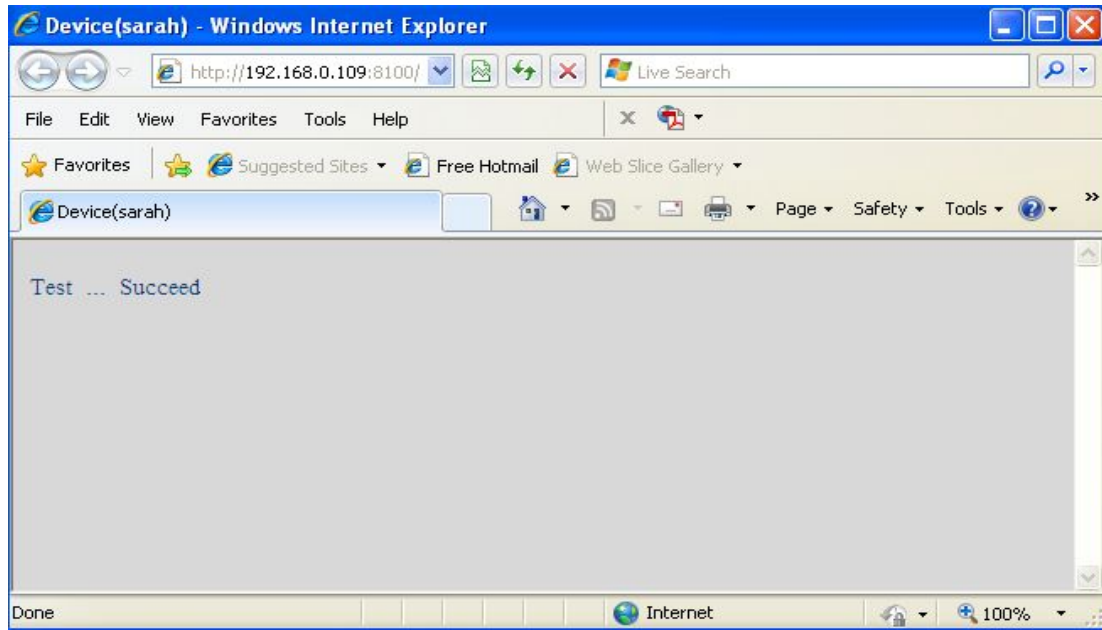 Device(sarah) - Windows Internet Explorer
http://192.168.0.109:8100/ Live Search
File Edit View Favorites Tools Help
Favorites Suggested Sites Free Hotmail Web Slice Gallery
Device(sarah) Page Safety Tools »
Test ... Succeed
Done Internet 100%